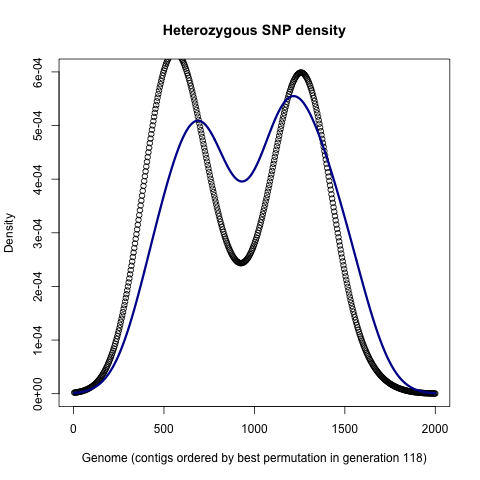 Heterozygous SNP density
Density
6e-04
5e-04
4e-04
3e-04
2e-04
1e-04
0e+00
0 500 1000 1500 2000
Genome (contigs ordered by best permutation in generation 118)